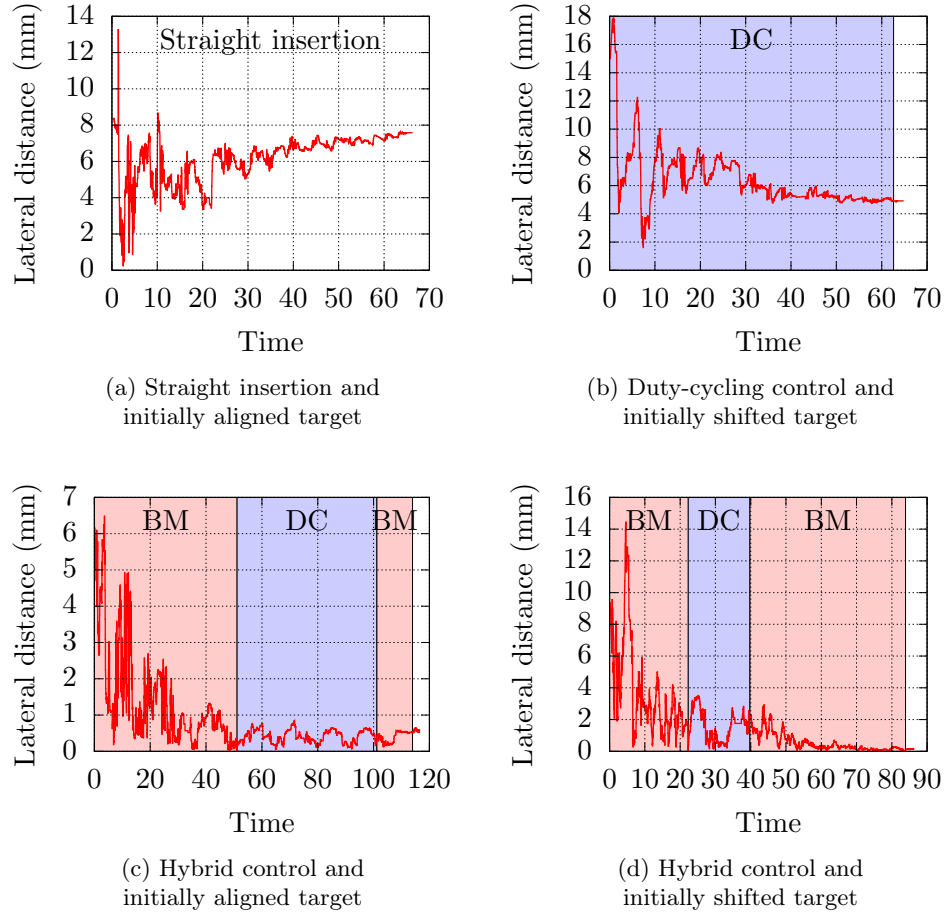 Lateral distance (mm)
14
12
10
8
6
4
2
0
Straight insertion
0 10 20 30 40 50 60 70
Time
(a) Straight insertion and
initially aligned target
Lateral distance (mm)
18
16
14
12
10
8
6
4
2
0
DC
0 10 20 30 40 50 60 70
Time
(b) Duty-cycling control and
initially shifted target
Lateral distance (mm)
7
6
5
4
3
2
1
0
BM DC BM
0 20 40 60 80 100 120
Time
(c) Hybrid control and
initially aligned target
Lateral distance (mm)
16
14
12
10
8
6
4
2
0
BM DC BM
0 10 20 30 40 50 60 70 80 90
Time
(d) Hybrid control and
initially shifted target